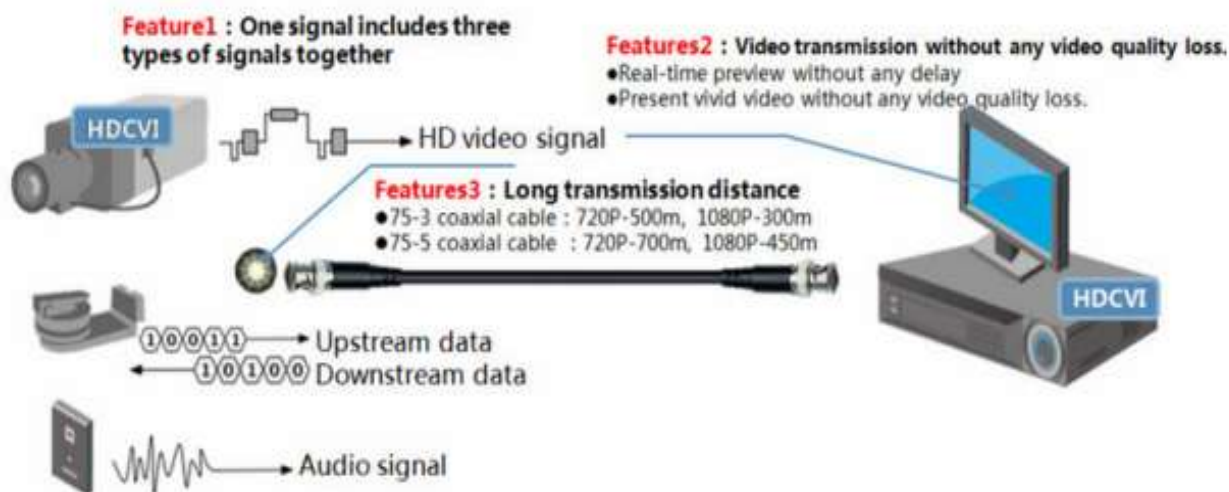 Feature1 : One signal includes three
types of signals together
Features2 : Video transmission without any video quality loss.
●Real-time preview without any delay
●Present vivid video without any video quality loss.
HDCVI
HD video signal
Features3 : Long transmission distance
●75-3 coaxial cable : 720P-500m, 1080P-300m
●75-5 coaxial cable : 720P-700m, 1080P-450m
HDCVI
10011
Upstream data
10100
Downstream data
Audio signal